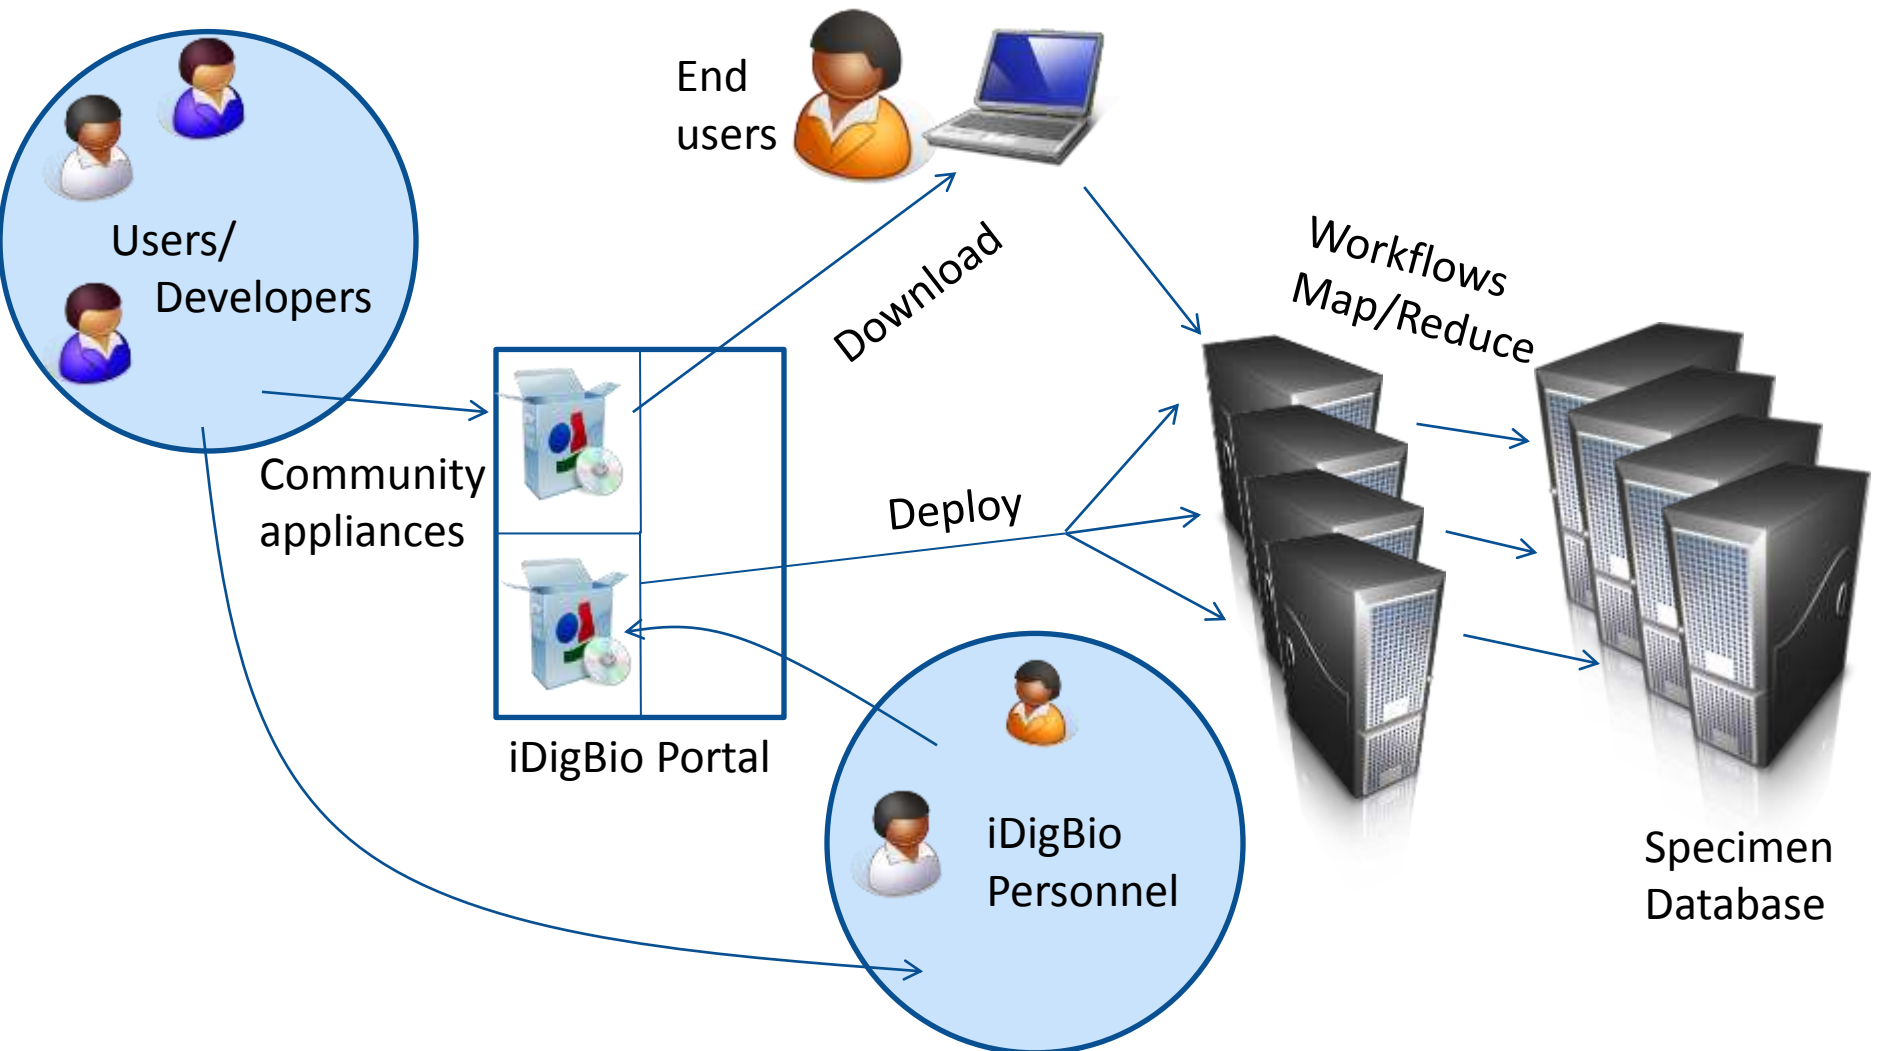 End
users
Users/
Developers
Download
Workflows
Map/Reduce
Community
appliances
Deploy
iDigBio Portal
iDigBio
Personnel
Specimen
Database